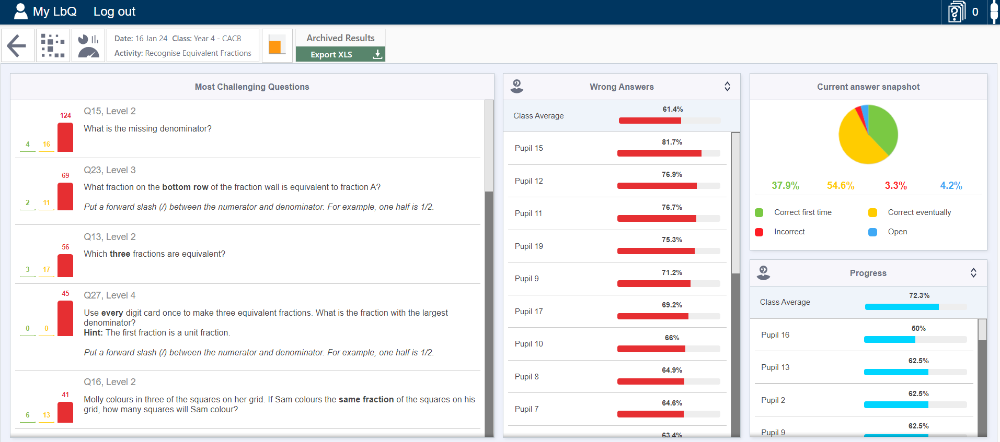 My LbQ Log out 0
Date: 16 Jan 24 Class: Year 4 - CACB
Activity: Recognise Equivalent Fractions
Archived Results
Export XLS
Most Challenging Questions
124
4 16
Q15, Level 2
What is the missing denominator?
69
2 11
Q23, Level 3
What fraction on the bottom row of the fraction wall is equivalent to fraction A?
Put a forward slash (/) between the numerator and denominator. For example, one half is 1/2.
56
3 17
Q13, Level 2
Which three fractions are equivalent?
45
0 0
Q27, Level 4
Use every digit card once to make three equivalent fractions. What is the fraction with the largest
denominator?
Hint: The first fraction is a unit fraction.
Put a forward slash (/) between the numerator and denominator. For example, one half is 1/2.
41
6 13
Q16, Level 2
Molly colours in three of the squares on her grid. If Sam colours the same fraction of the squares on his
grid, how many squares will Sam colour?
Wrong Answers
Class Average 61.4%
Pupil 15 81.7%
Pupil 12 76.9%
Pupil 11 76.7%
Pupil 19 75.3%
Pupil 9 71.2%
Pupil 17 69.2%
Pupil 10 66%
Pupil 8 64.9%
Pupil 7 64.6%
63.4%
Current answer snapshot
37.9% 54.6% 3.3% 4.2%
Correct first time Correct eventually
Incorrect Open
Progress
Class Average 72.3%
Pupil 16 50%
Pupil 13 62.5%
Pupil 2 62.5%
Pupil 9 62.5%